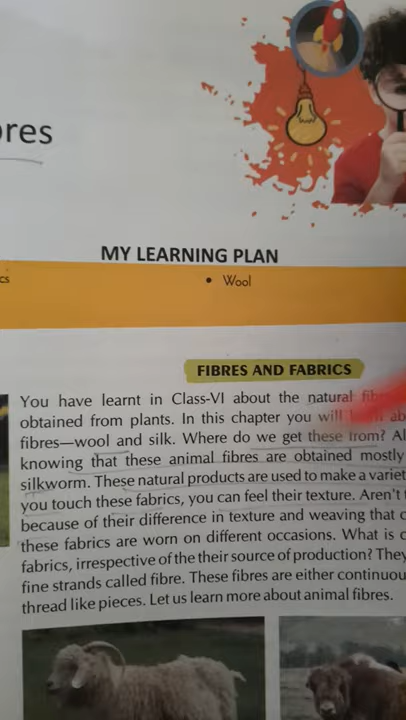 MY LEARNING PLAN
• Wool
FIBRES AND FABRICS
You have learnt in Class-VI about the natural
obtained from plants. In this chapter you will
fibres—wool and silk. Where do we get these from?
knowing that these animal fibres are obtained mostly
silkworm. These natural products are used to make a
you touch these fabrics, you can feel their texture. Aren't
because of their difference in texture and weaving that
these fabrics are worn on different occasions. What is
fabrics, irrespective of the their source of production? They
fine strands called fibre. These fibres are either
thread like pieces. Let us learn more about animal fibres.